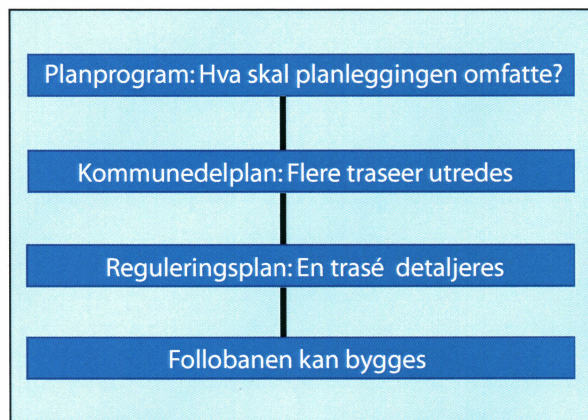 Planprogram: Hva skal planleggingen omfatte?
Kommunedelplan: Flere traseer utredes
Reguleringsplan: En trasé detaljeres
Follobanen kan bygges